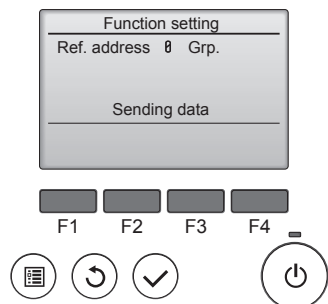 Function setting
Ref. address 0 Grp.
Sending data
F1 F2 F3 F4